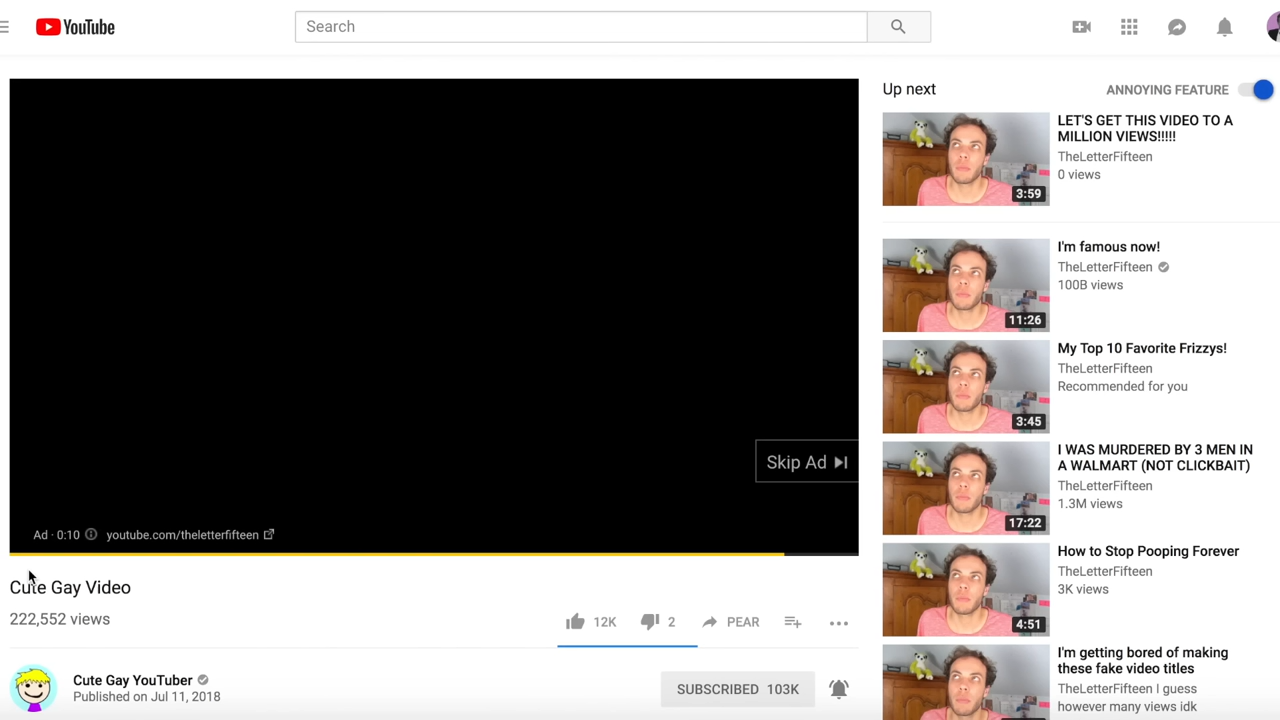 YouTube
Search
Up next
ANNOYING FEATURE
LET'S GET THIS VIDEO TO A
MILLION VIEWS!!!!!
TheLetterFifteen
0 views
3:59
I'm famous now!
TheLetterFifteen
100B views
11:26
My Top 10 Favorite Frizzys!
TheLetterFifteen
Recommended for you
3:45
I WAS MURDERED BY 3 MEN IN
A WALMART (NOT CLICKBAIT)
TheLetterFifteen
1.3M views
17:22
How to Stop Pooping Forever
TheLetterFifteen
3K views
4:51
I'm getting bored of making
these fake video titles
TheLetterFifteen I guess
however many views idk
Skip Ad
Ad · 0:10 youtube.com/theletterfifteen
Cute Gay Video
222,552 views
12K 2 PEAR
Cute Gay YouTuber
Published on Jul 11, 2018
SUBSCRIBED 103K